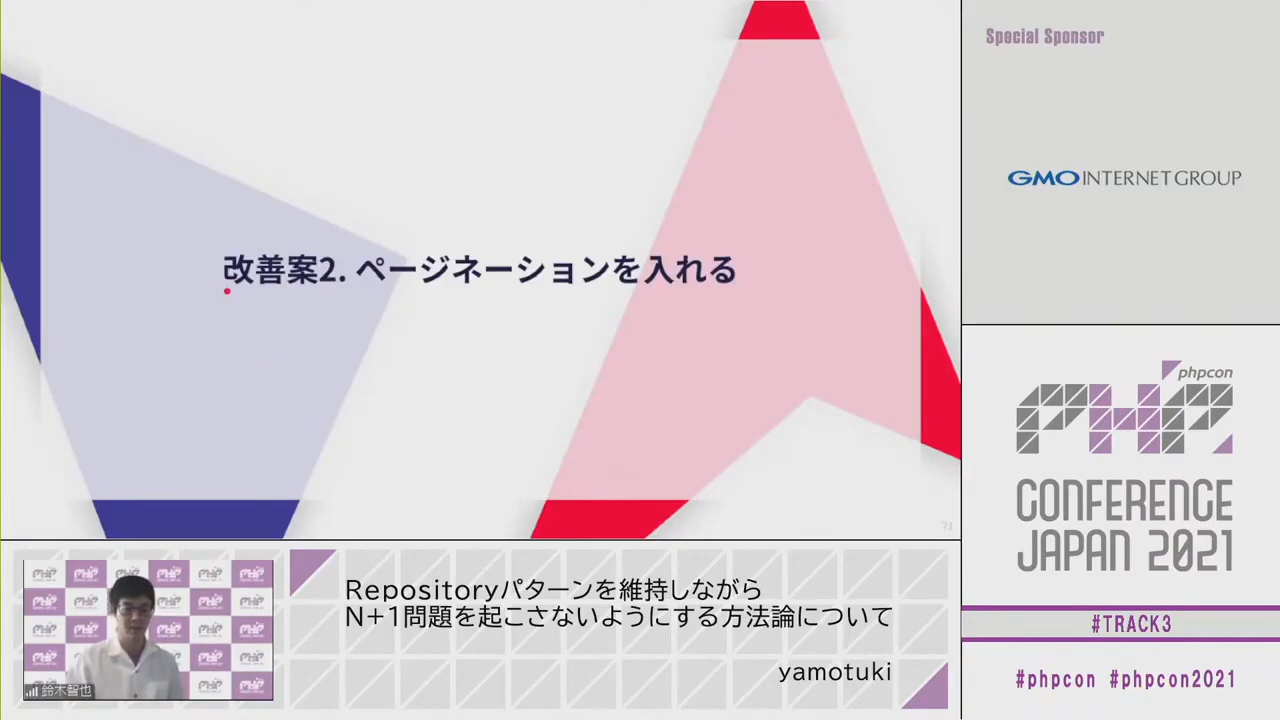 改善案2. ページネーションを入れる
71
Special Sponsor
GMO INTERNET GROUP
phpcon
PHP
CONFERENCE
JAPAN 2021
#TRACK3
#phpcon #phpcon2021
Repositoryパターンを維持しながら
N+1問題を起こさないようにする方法論について
yamotuki
鈴木智也